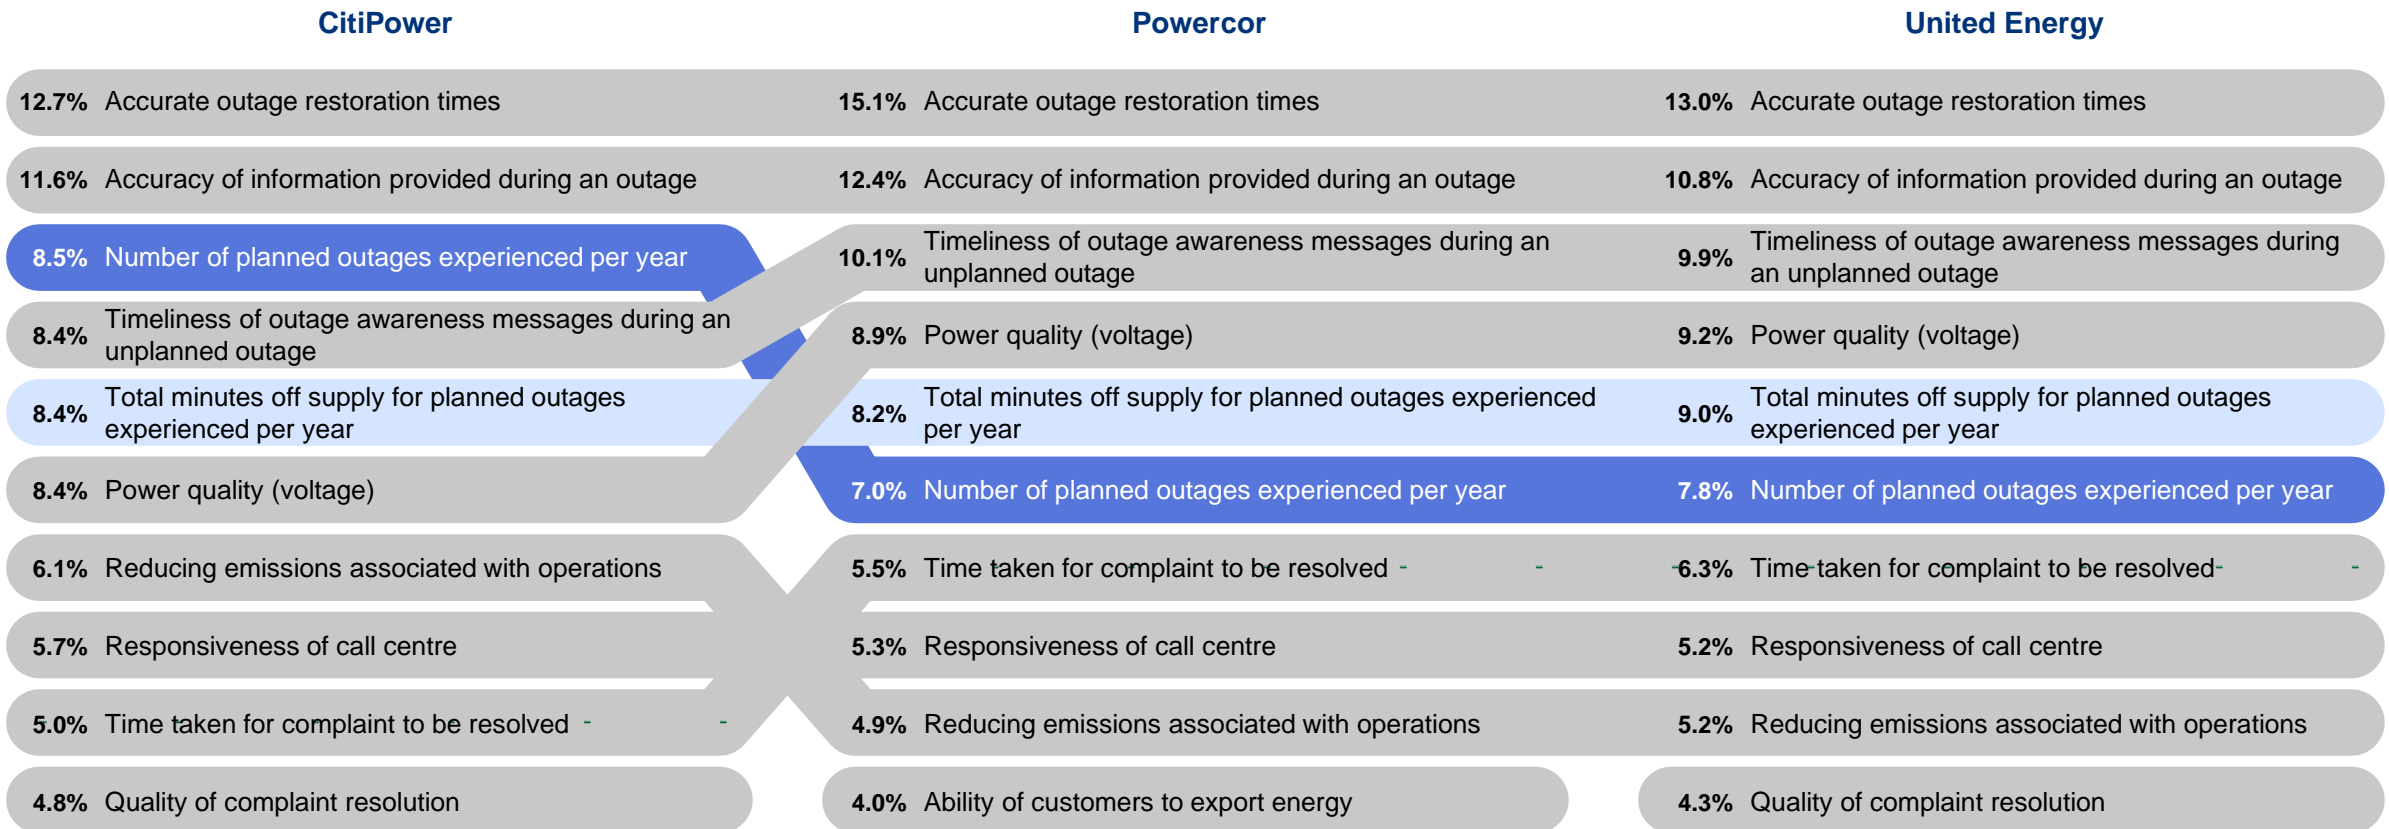 CitiPower Powercor United Energy
12.7% Accurate outage restoration times 15.1% Accurate outage restoration times 13.0% Accurate outage restoration times
11.6% Accuracy of information provided during an outage 12.4% Accuracy of information provided during an outage 10.8% Accuracy of information provided during an outage
8.5% Number of planned outages experienced per year
10.1% Timeliness of outage awareness messages during an
unplanned outage
9.9% Timeliness of outage awareness messages during
an unplanned outage
8.4% Timeliness of outage awareness messages during an
unplanned outage
8.9% Power quality (voltage) 9.2% Power quality (voltage)
8.4% Total minutes off supply for planned outages
experienced per year
8.2% Total minutes off supply for planned outages experienced
per year
9.0% Total minutes off supply for planned outages
experienced per year
8.4% Power quality (voltage) 7.0% Number of planned outages experienced per year 7.8% Number of planned outages experienced per year
6.1% Reducing emissions associated with operations 5.5% Time taken for complaint to be resolved 6.3% Time taken for complaint to be resolved
5.7% Responsiveness of call centre 5.3% Responsiveness of call centre 5.2% Responsiveness of call centre
5.0% Time taken for complaint to be resolved 4.9% Reducing emissions associated with operations 5.2% Reducing emissions associated with operations
4.8% Quality of complaint resolution 4.0% Ability of customers to export energy 4.3% Quality of complaint resolution